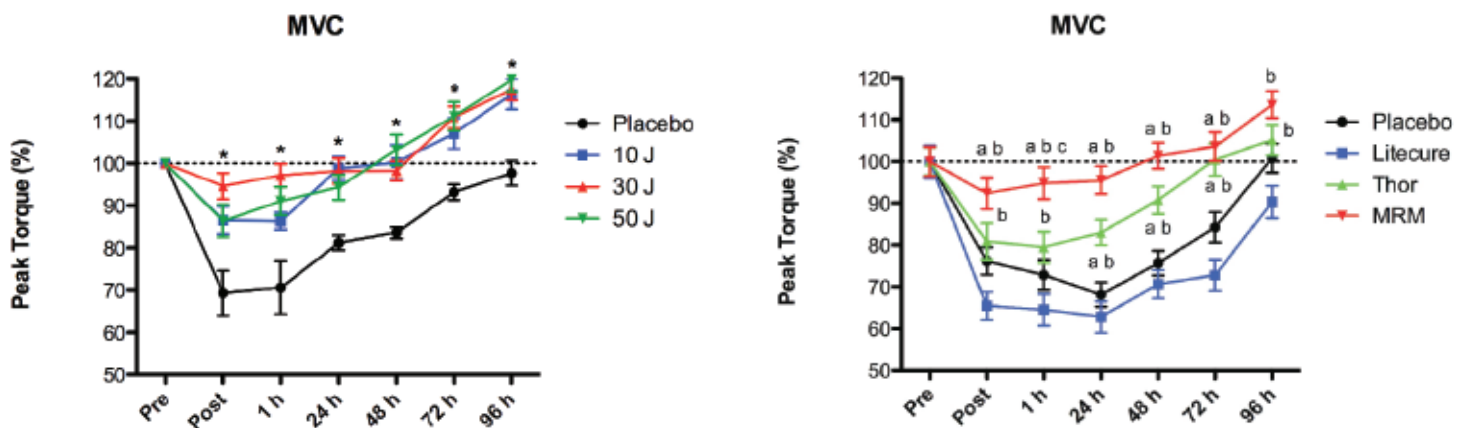 MVC
Peak Torque (%)
120
110
100
90
80
70
60
50
* * * * * *
Pre Post 1 h 24 h 48 h 72 h 96 h
Placebo
10 J
30 J
50 J
MVC
Peak Torque (%)
120
110
100
90
80
70
60
50
a b a b c a b a b a b b
b b a b a b a b b
Pre Post 1 h 24 h 48 h 72 h 96 h
Placebo
Litecure
Thor
MRM